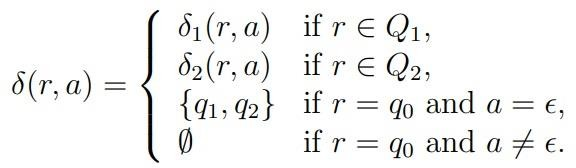 δ₁(r, a) if r ∈ Q₁,
δ(r, a) = { δ₂(r, a) if r ∈ Q₂,
{q₁, q₂} if r = q₀ and a = ϵ,
∅ if r = q₀ and a ≠ ϵ.